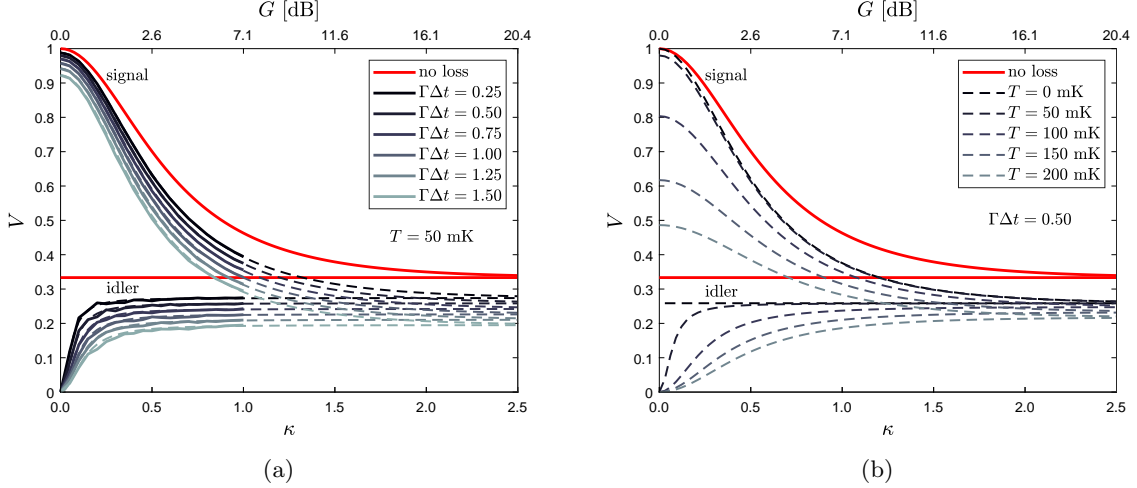 G [dB]
0.0 2.6 7.1 11.6 16.1 20.4
1
0.9
0.8
0.7
0.6
0.5
0.4
0.3
0.2
0.1
0
V
signal
no loss
ΓΔt = 0.25
ΓΔt = 0.50
ΓΔt = 0.75
ΓΔt = 1.00
ΓΔt = 1.25
ΓΔt = 1.50
T = 50 mK
idler
0.0 0.5 1.0 1.5 2.0 2.5
κ
(a)
G [dB]
0.0 2.6 7.1 11.6 16.1 20.4
1
0.9
0.8
0.7
0.6
0.5
0.4
0.3
0.2
0.1
0
V
signal
no loss
T = 0 mK
T = 50 mK
T = 100 mK
T = 150 mK
T = 200 mK
ΓΔt = 0.50
idler
0.0 0.5 1.0 1.5 2.0 2.5
κ
(b)